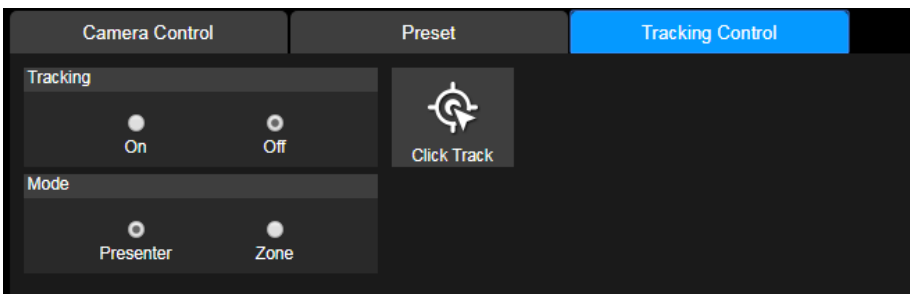 Camera Control
Preset
Tracking Control
Tracking
On
Off
Click Track
Mode
Presenter
Zone